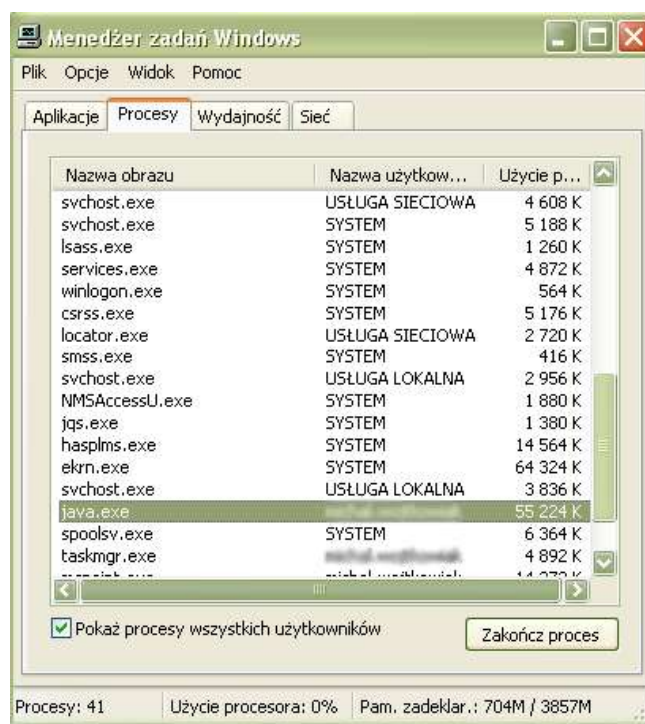 Menedżer zadań Windows
Plik Opcje Widok Pomoc
Aplikacje Procesy Wydajność Sieć
Nazwa obrazu Nazwa użytkow... Użycie p...
svchost.exe USŁUGA SIECIOWA 4 608 K
svchost.exe SYSTEM 5 188 K
lsass.exe SYSTEM 1 260 K
services.exe SYSTEM 4 872 K
winlogon.exe SYSTEM 564 K
csrss.exe SYSTEM 5 176 K
locator.exe USŁUGA SIECIOWA 2 720 K
smss.exe SYSTEM 416 K
svchost.exe USŁUGA LOKALNA 2 956 K
NMSAccessU.exe SYSTEM 1 880 K
jqs.exe SYSTEM 1 380 K
hasplms.exe SYSTEM 14 564 K
ekrn.exe SYSTEM 64 324 K
svchost.exe USŁUGA LOKALNA 3 836 K
java.exe 55 224 K
spoolsv.exe SYSTEM 6 364 K
taskmgr.exe 4 892 K
Pokaż procesy wszystkich użytkowników
Zakończ proces
Procesy: 41 Użycie procesora: 0% Pam. zadeklar.: 704M / 3857M